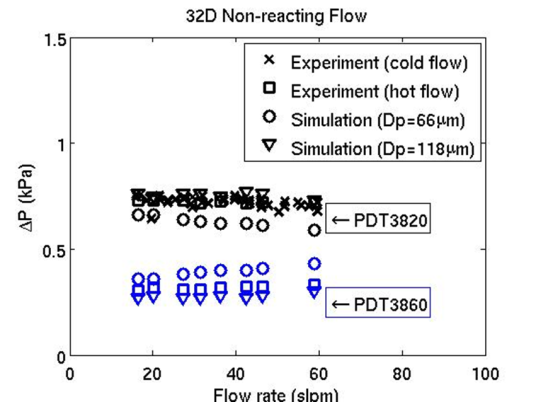 32D Non-reacting Flow
1.5
Experiment (cold flow)
Experiment (hot flow)
Simulation (Dp=66μm)
Simulation (Dp=118μm)
1
ΔP (kPa)
← PDT3820
0.5
← PDT3860
0
0 20 40 60 80 100
Flow rate (slpm)